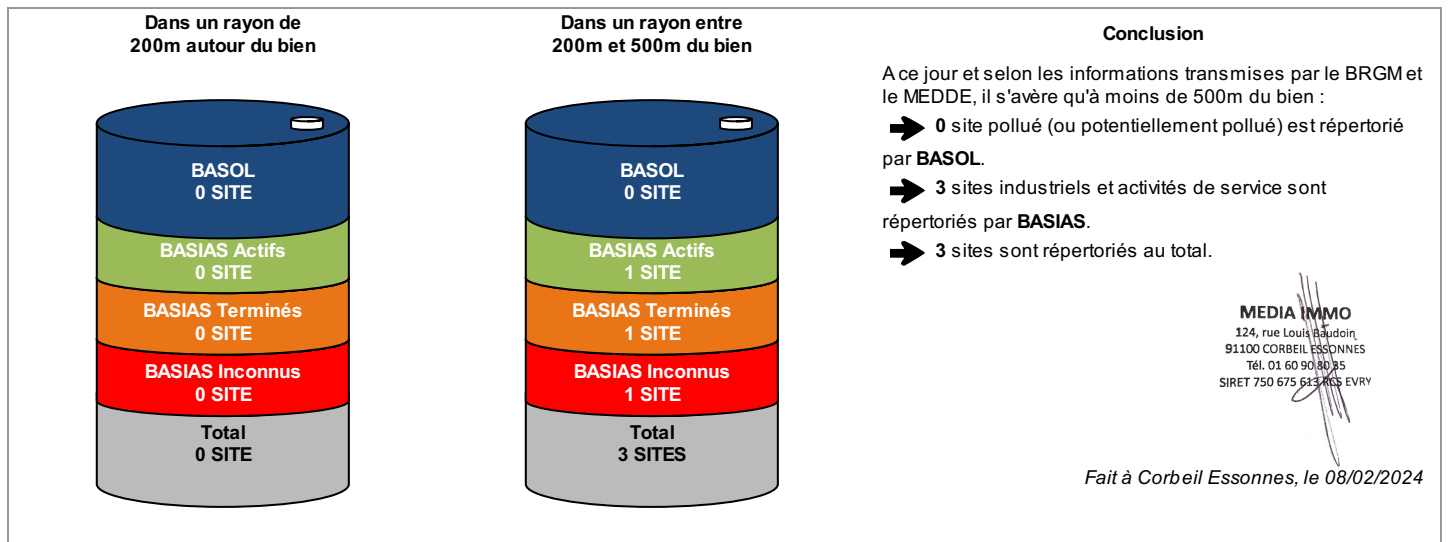 Dans un rayon de
200m autour du bien
BASOL
0 SITE
BASIAS Actifs
0 SITE
BASIAS Terminés
0 SITE
BASIAS Inconnus
0 SITE
Total
0 SITE
Dans un rayon entre
200m et 500m du bien
BASOL
0 SITE
BASIAS Actifs
1 SITE
BASIAS Terminés
1 SITE
BASIAS Inconnus
1 SITE
Total
3 SITES
Conclusion
A ce jour et selon les informations transmises par le BRGM et
le MEDDE, il s'avère qu'à moins de 500m du bien :
0 site pollué (ou potentiellement pollué) est répertorié
par BASOL.
3 sites industriels et activités de service sont
répertoriés par BASIAS.
3 sites sont répertoriés au total.
MEDIA IMMO
124, rue Louis Baudoin
91100 CORBEIL ESSONNES
Tél. 01 60 90 80 85
SIRET 750 675 613 RCS EVRY
Fait à Corbeil Essonnes, le 08/02/2024